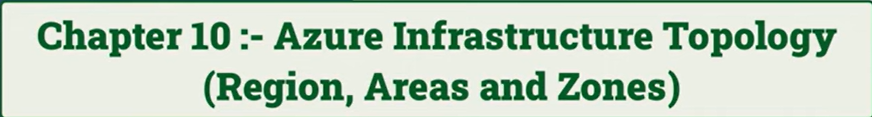 Chapter 10 :- Azure Infrastructure Topology
(Region, Areas and Zones)